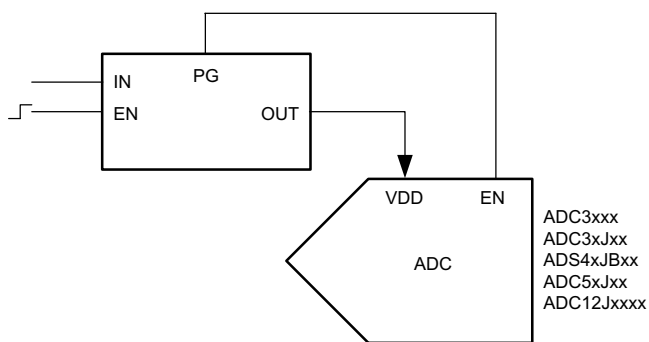 PG
IN
EN
OUT
VDD
EN
ADC
ADC3xxx
ADC3xJxx
ADS4xJBxx
ADC5xJxx
ADC12Jxxxx